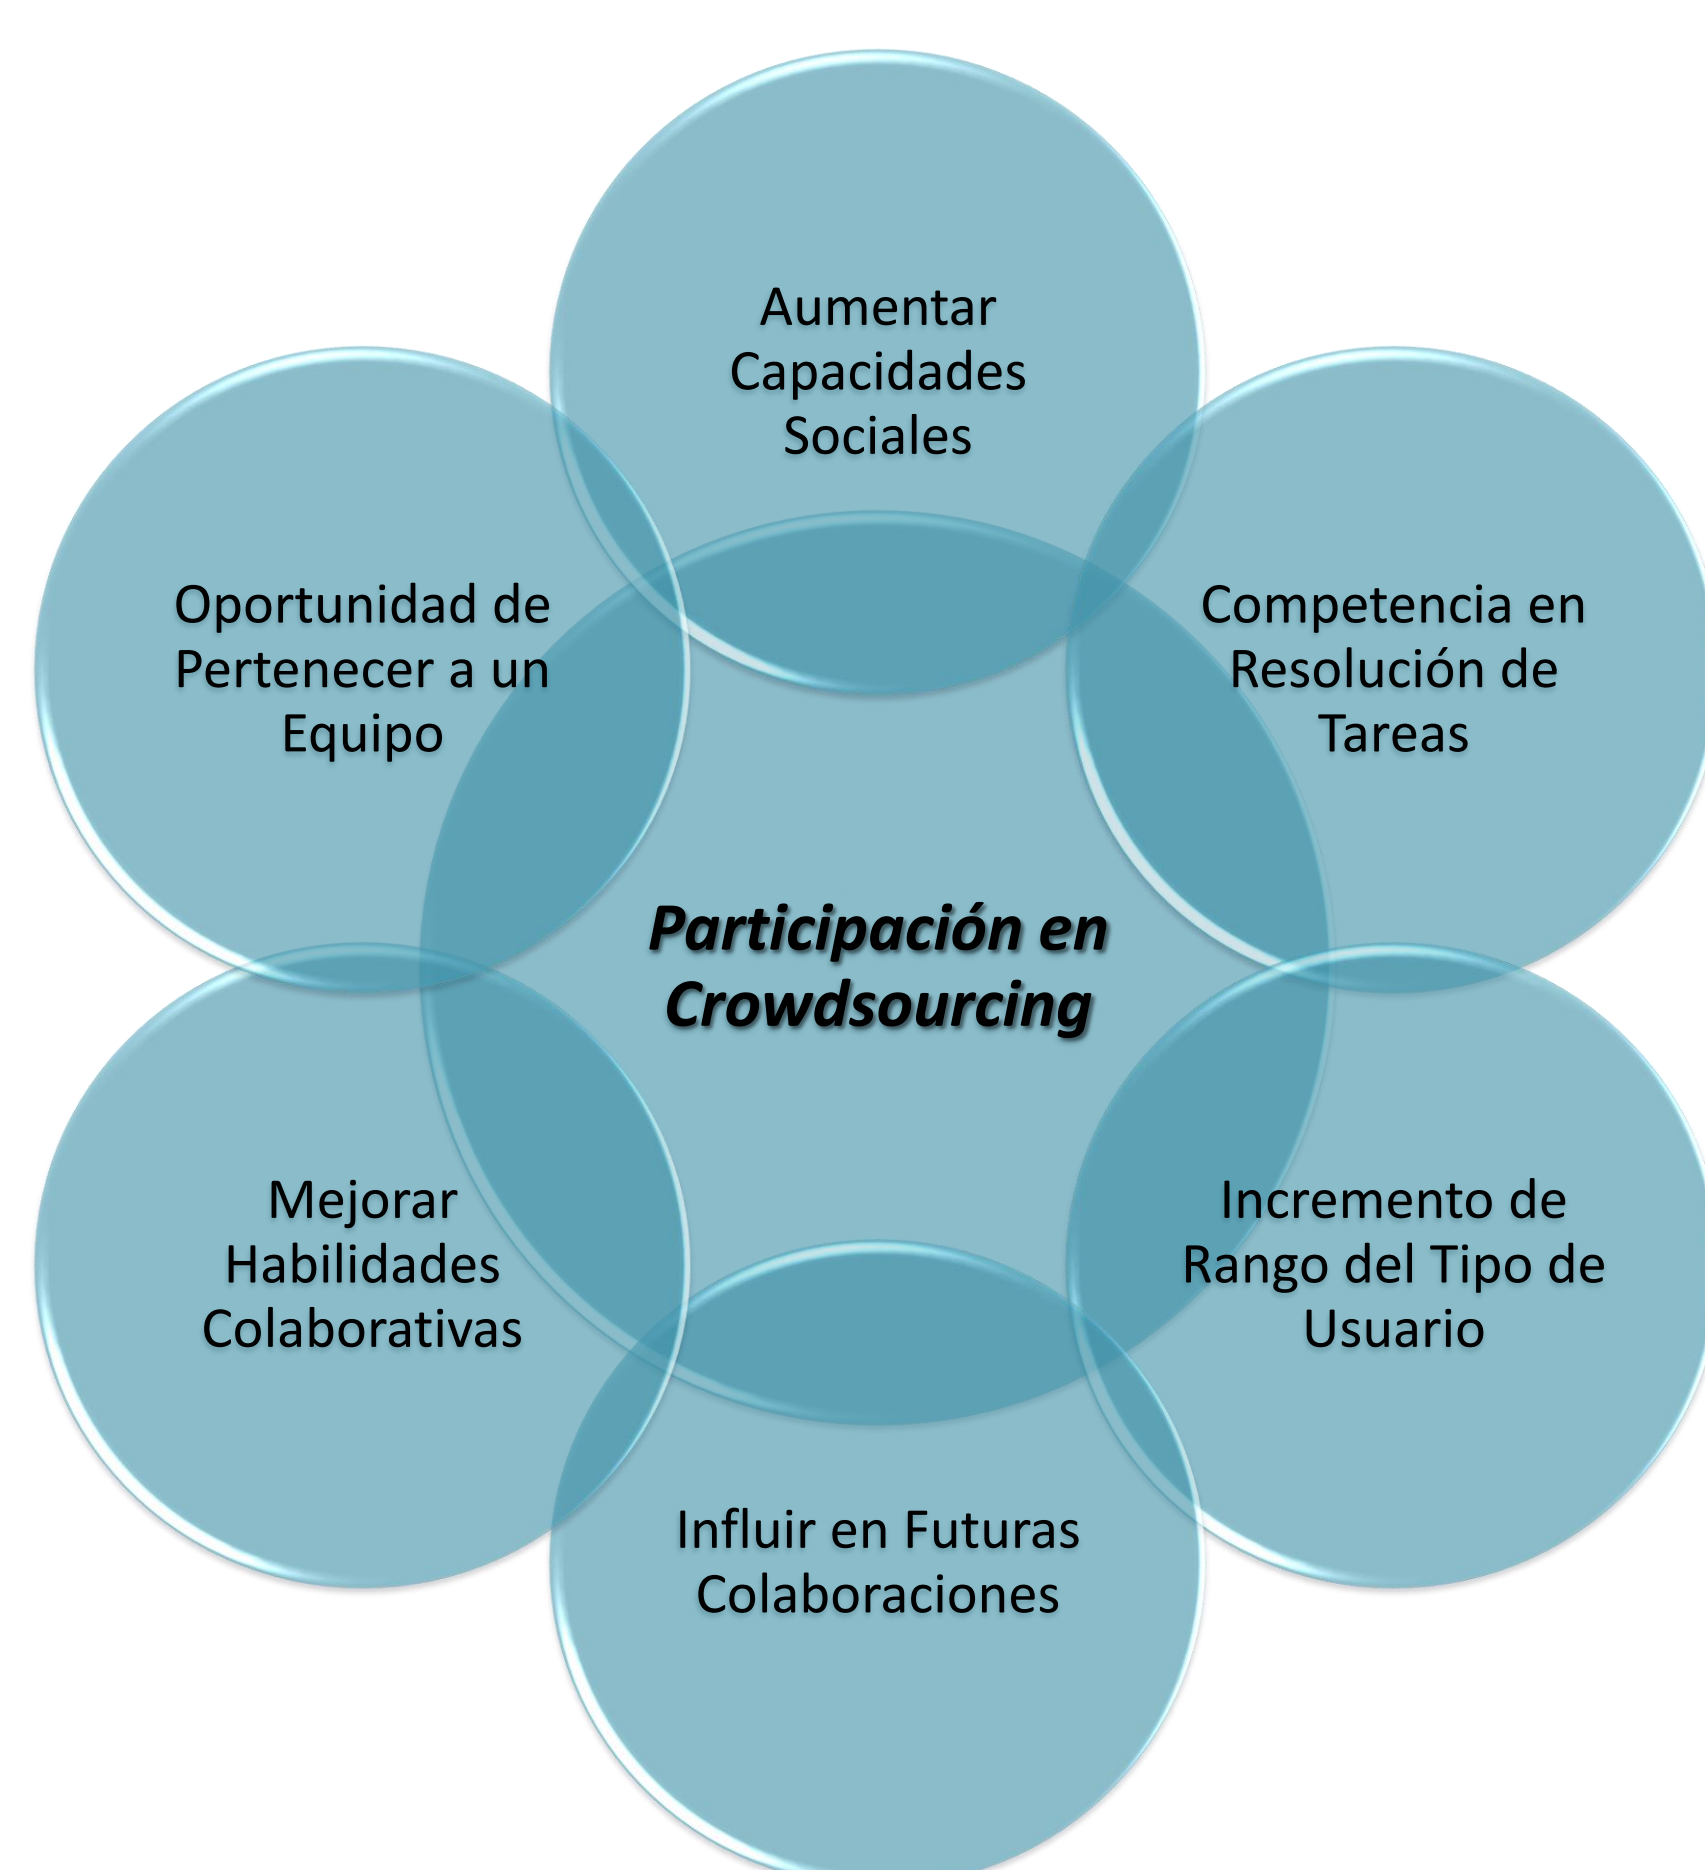 Aumentar
Capacidades
Sociales
Oportunidad de
Pertenecer a un
Equipo
Competencia en
Resolución de
Tareas
Participación en
Crowdsourcing
Mejorar
Habilidades
Colaborativas
Incremento de
Rango del Tipo de
Usuario
Influir en Futuras
Colaboraciones